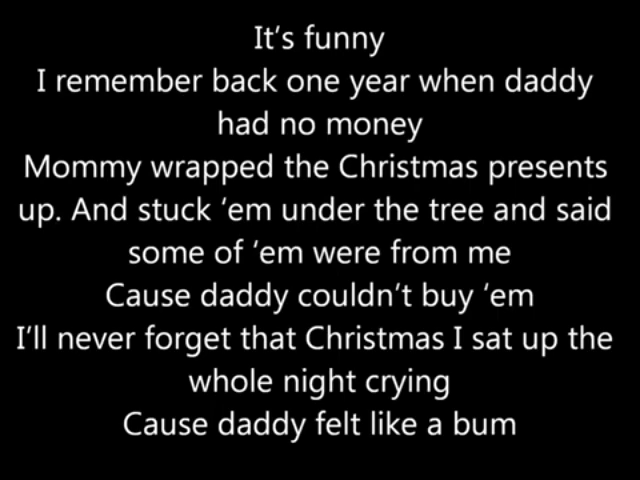 It’s funny
I remember back one year when daddy
had no money
Mommy wrapped the Christmas presents
up. And stuck ‘em under the tree and said
some of ‘em were from me
Cause daddy couldn’t buy ‘em
I’ll never forget that Christmas I sat up the
whole night crying
Cause daddy felt like a bum